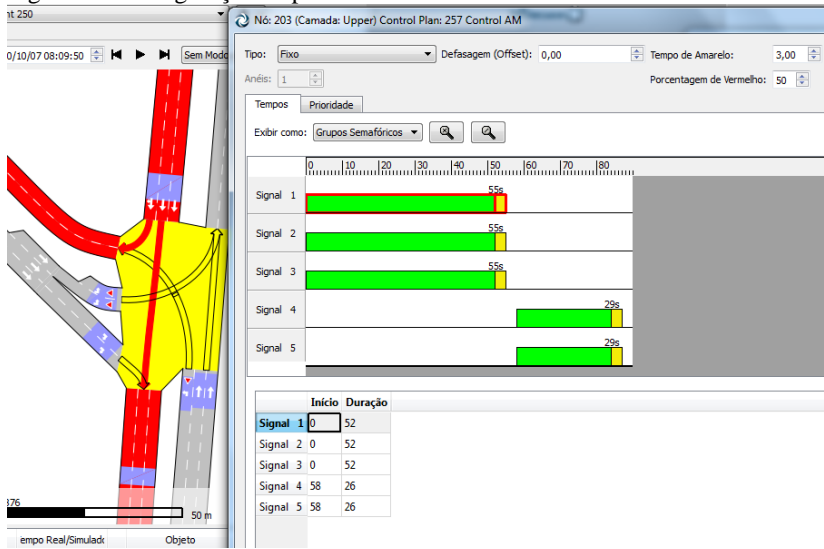 nt 250
Nó: 203 (Camada: Upper) Control Plan: 257 Control AM
0/10/07 08:09:50
Sem Modo
Tipo: Fixo
Defasagem (Offset): 0,00
Tempo de Amarelo: 3,00
Anéis: 1
Porcentagem de Vermelho: 50
Tempos Prioridade
Exibir como: Grupos Semafóricos
0 10 20 30 40 50 60 70 80
Signal 1 55s
Signal 2 55s
Signal 3 55s
Signal 4 29s
Signal 5 29s
Início Duração
Signal 1 0 52
Signal 2 0 52
Signal 3 0 52
Signal 4 58 26
Signal 5 58 26
376
50 m
empo Real/Simulado
Objeto